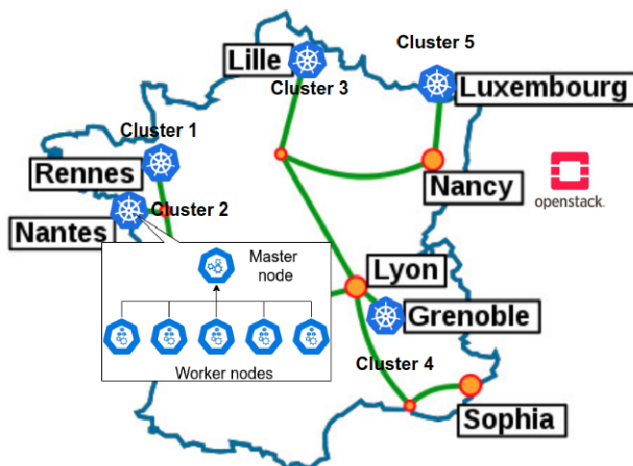 Cluster 5
Lille
Cluster 3
Luxembourg
Cluster 1
Rennes
Nancy
openstack.
Cluster 2
Nantes
Master
node
Lyon
Grenoble
Worker nodes
Cluster 4
Sophia